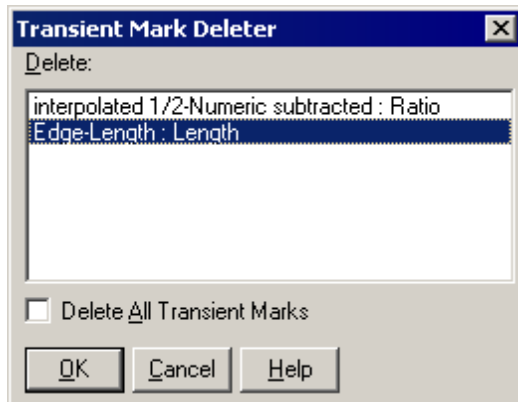 Transient Mark Deleter
Delete:
interpolated 1/2-Numeric subtracted : Ratio
Edge-Length : Length
Delete All Transient Marks
OK Cancel Help